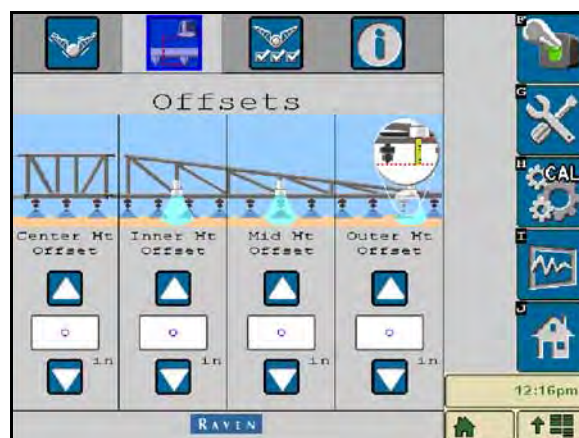 F
Offsets
G
CAL
H
Center Ht Offset
Inner Ht Offset
Mid Ht Offset
Outer Ht Offset
I
0
0
0
0
J
in
in
in
in
12:16pm
RAVEN